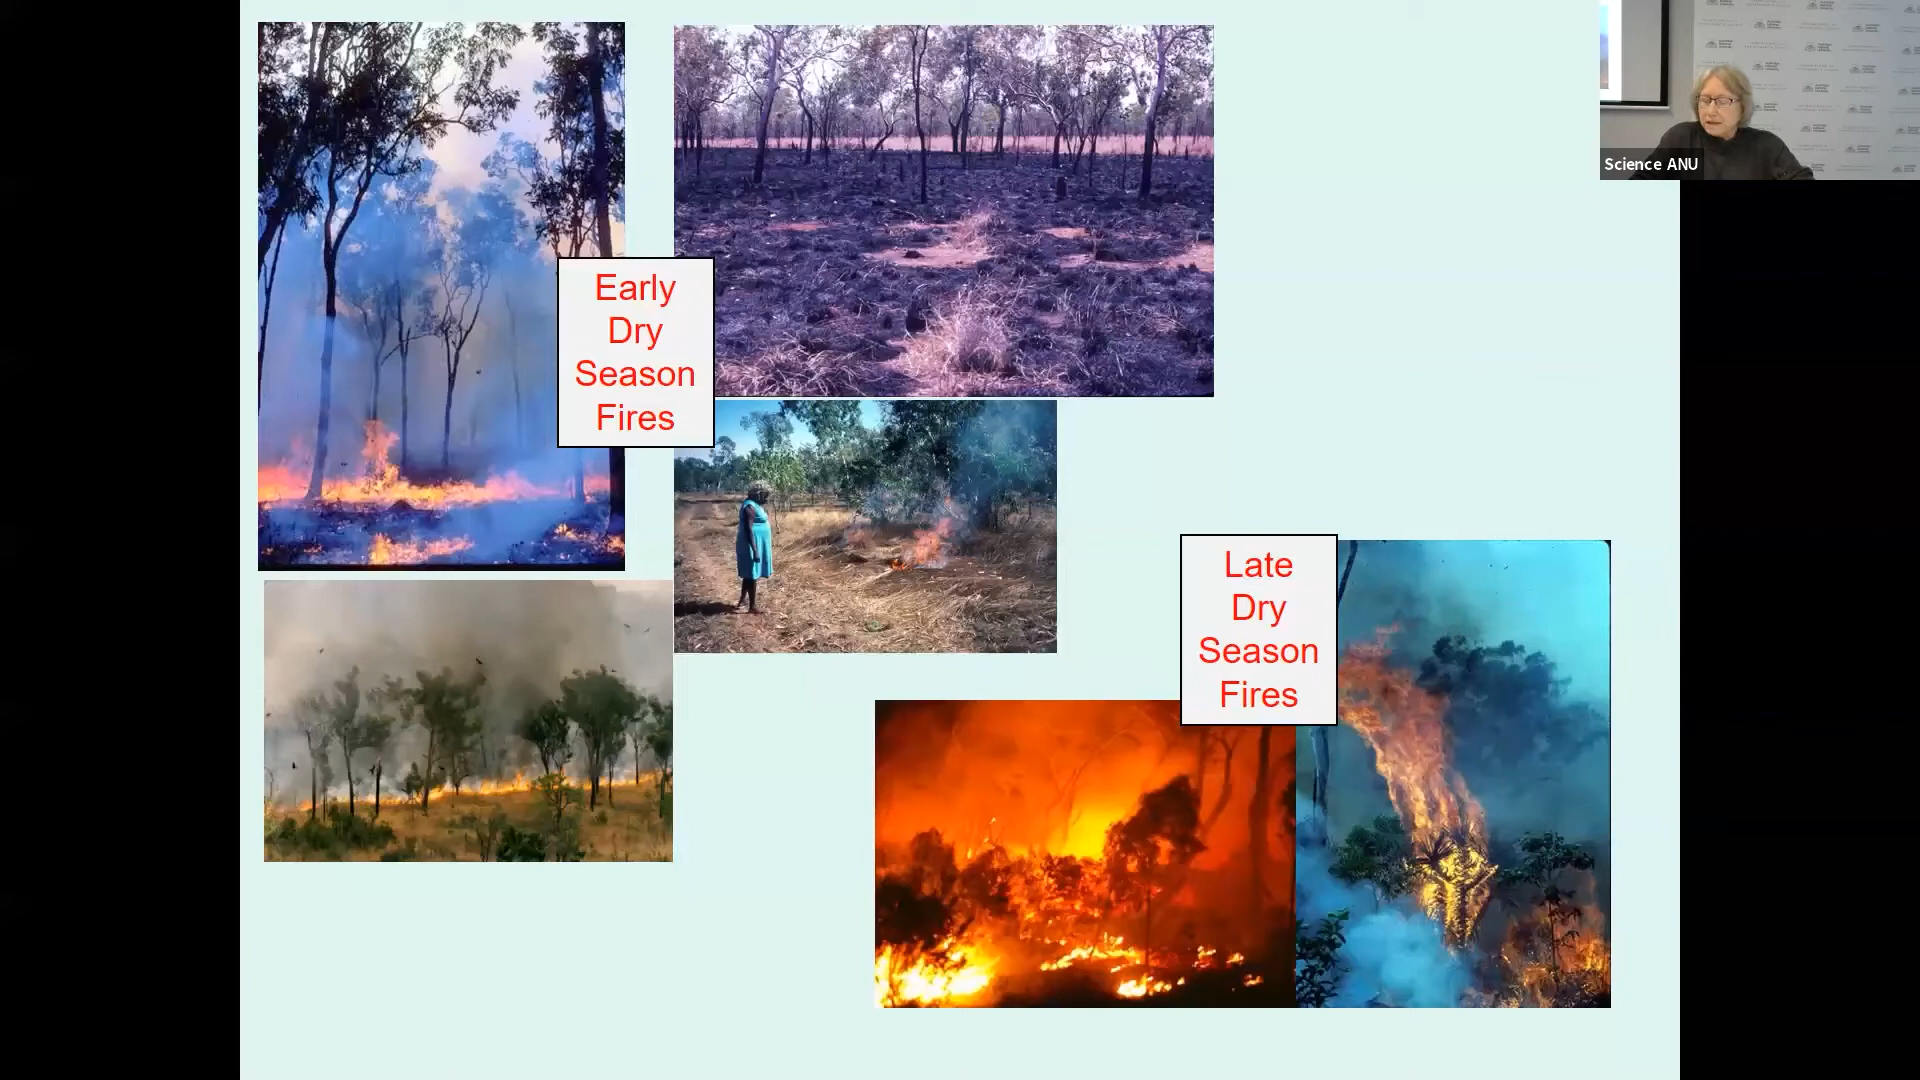 Early
Dry
Season
Fires
Late
Dry
Season
Fires
Science ANU